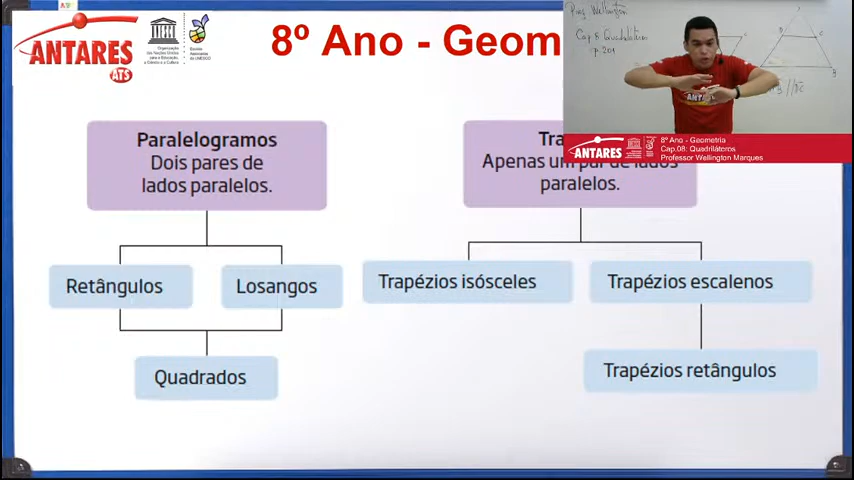 ANTARES
ATS
8º Ano - Geom
Prof Wellington
Cap 8 Quadriláteros
p. 201
ANTARES
8º Ano - Geometria
Cap.08: Quadriláteros
Professor Wellington Marques
Paralelogramos
Dois pares de
lados paralelos.
Tra
Apenas um par de lados
paralelos.
Retângulos
Losangos
Trapézios isósceles
Trapézios escalenos
Quadrados
Trapézios retângulos